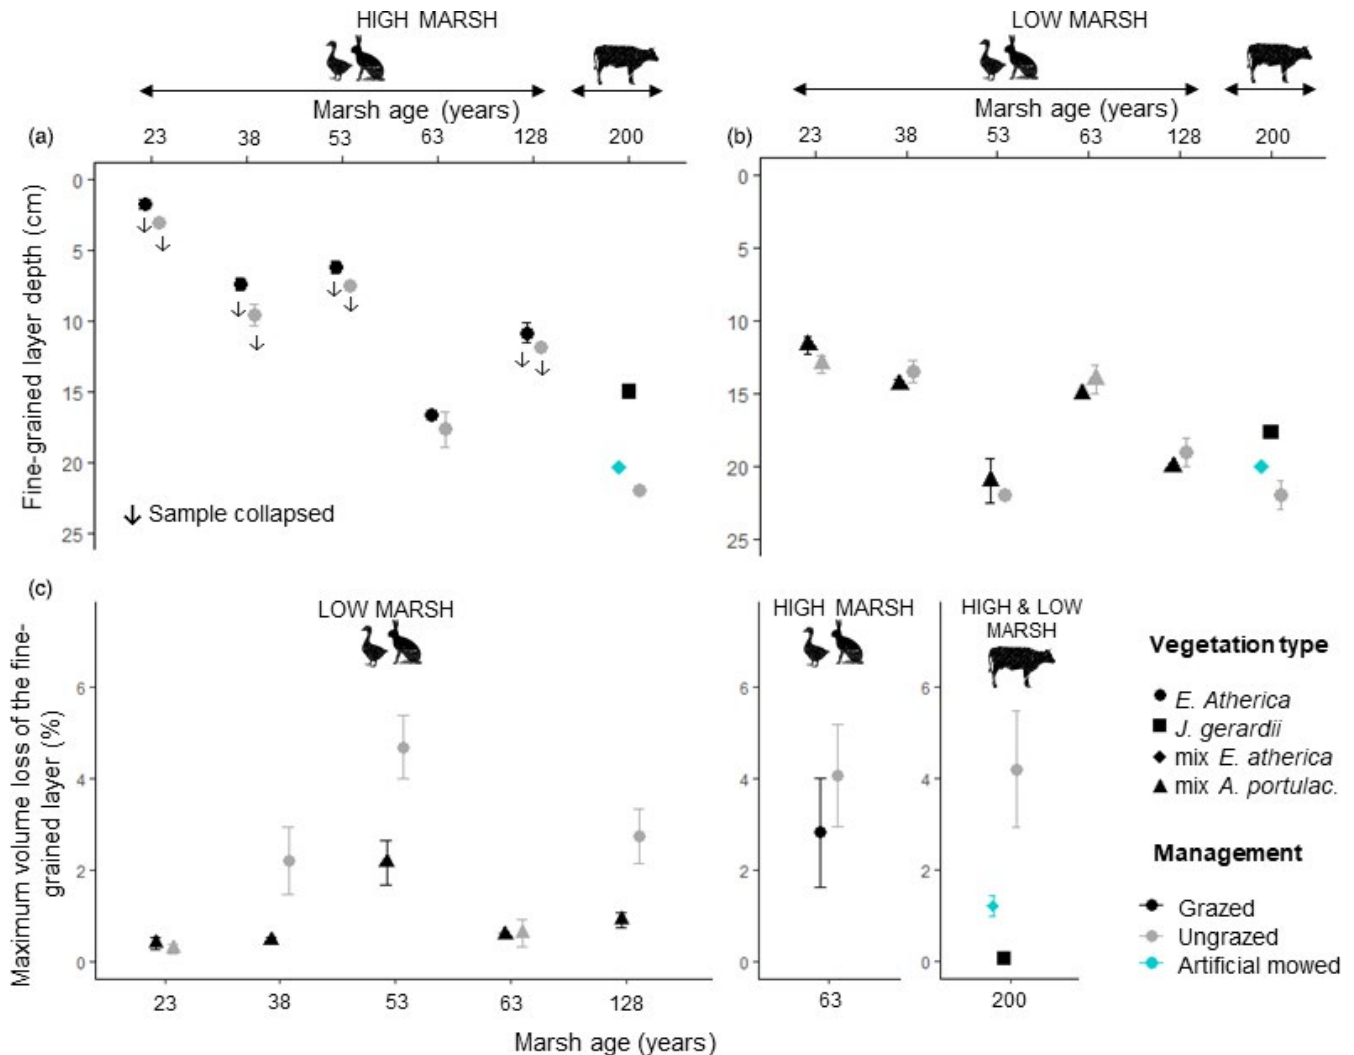 HIGH MARSH
LOW MARSH
Marsh age (years)
Marsh age (years)
(a)
23 38 53 63 128 200
(b)
23 38 53 63 128 200
Fine-grained layer depth (cm)
0
5
10
15
20
25
0
5
10
15
20
25
Sample collapsed
(c)
LOW MARSH
HIGH MARSH
HIGH & LOW
MARSH
Maximum volume loss of the fine-
grained layer (%)
6
4
2
0
6
4
2
0
6
4
2
0
Vegetation type
E. Atherica
J. gerardii
mix E. atherica
mix A. portulac.
Management
Grazed
Ungrazed
Artificial mowed
23 38 53 63 128
63
200
Marsh age (years)